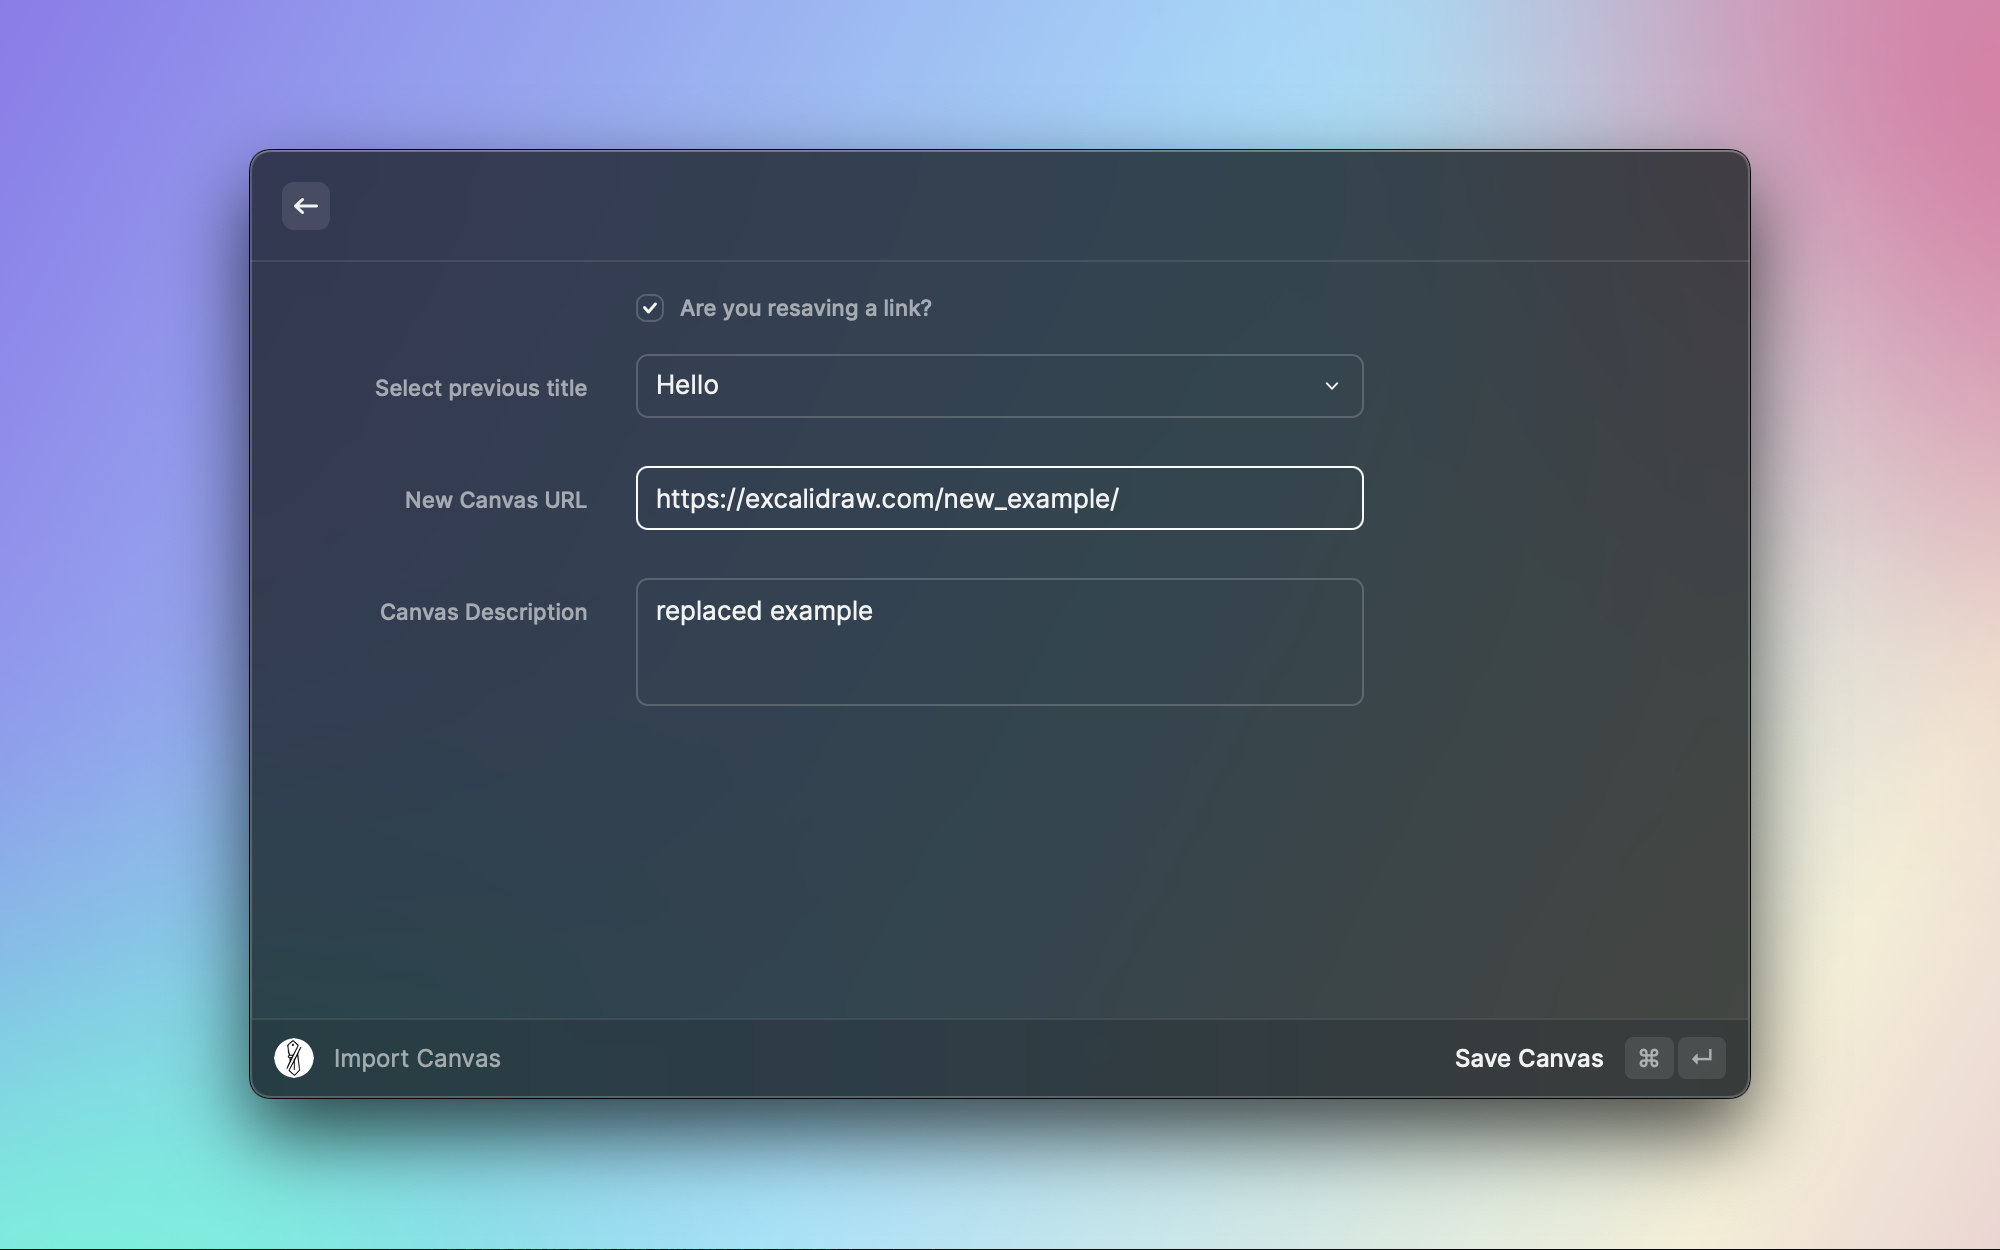 Are you resaving a link?
Select previous title
Hello
New Canvas URL
https://excalidraw.com/new_example/
Canvas Description
replaced example
Import Canvas
Save Canvas ⌘ ↵